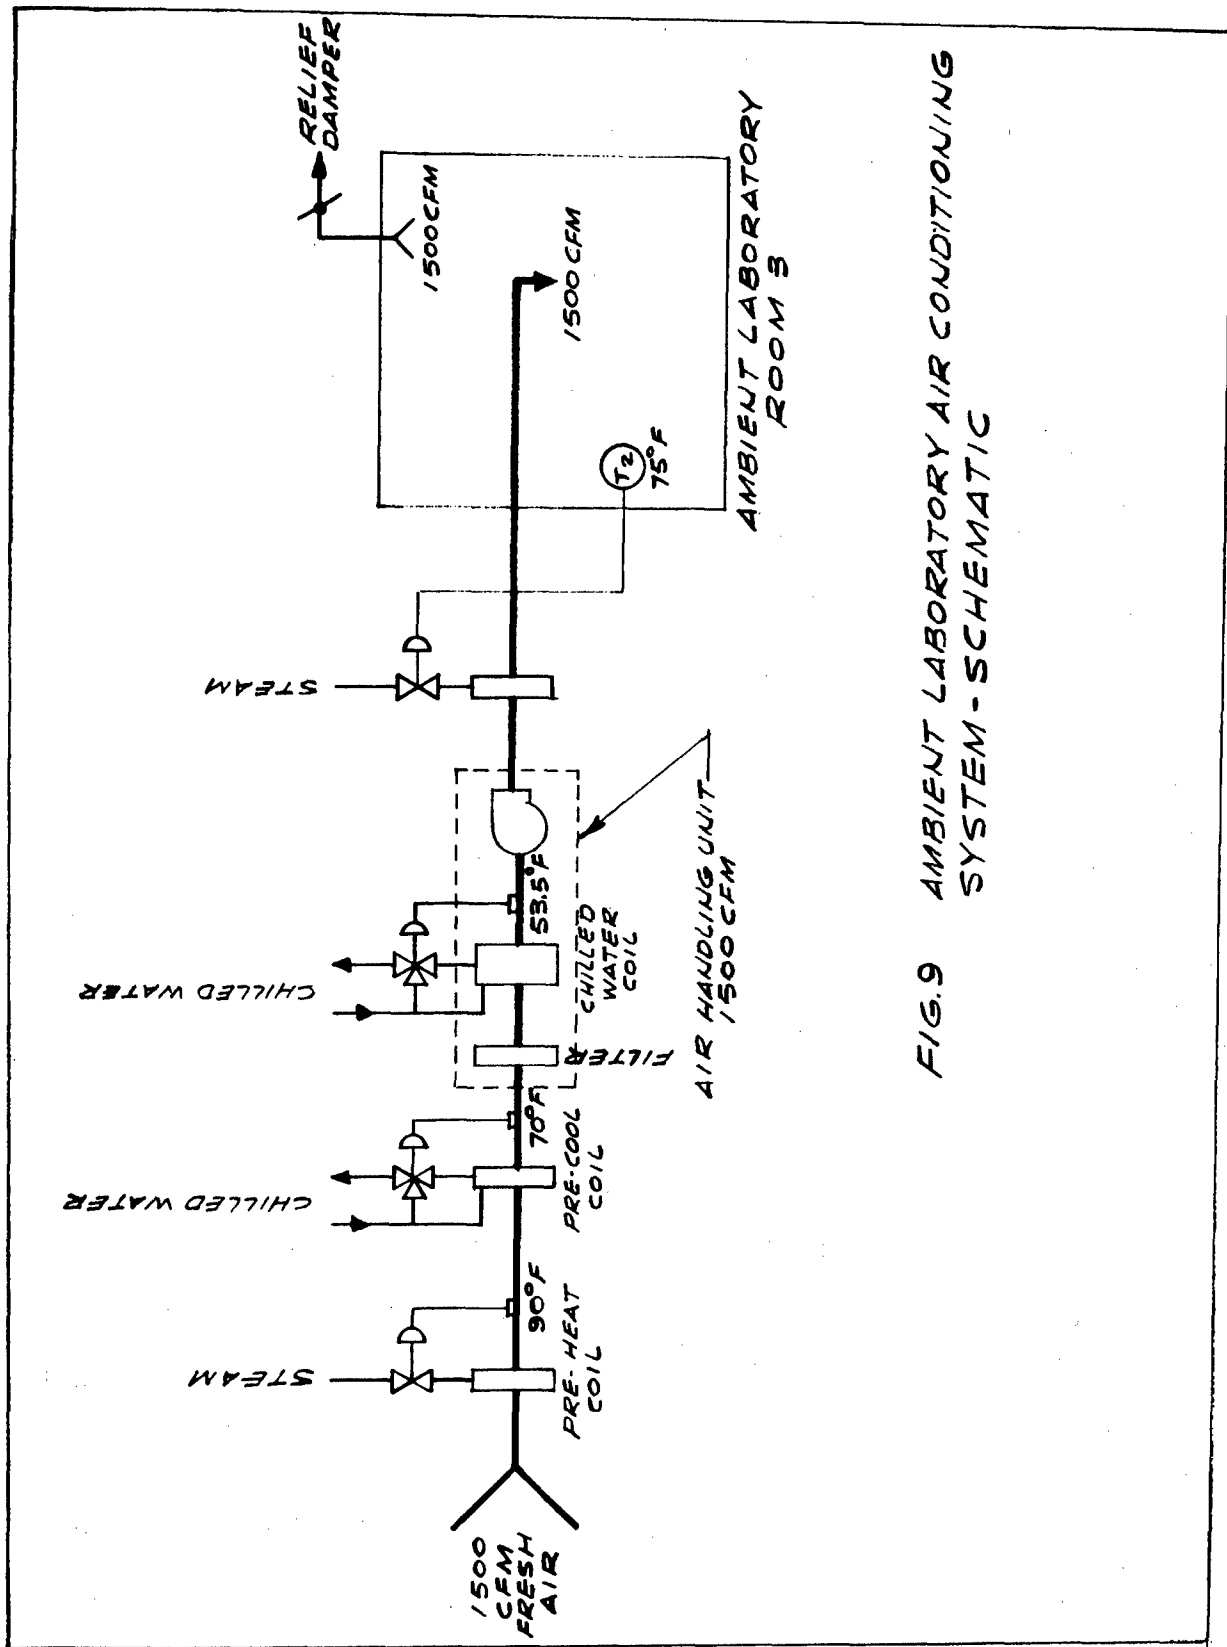 1500
CFM
FRESH
AIR
STEAM
PRE-HEAT
COIL
90°F
CHILLED WATER
PRE-COOL
COIL
70°F
FILTER
CHILLED WATER
CHILLED
WATER
COIL
53.5°F
AIR HANDLING UNIT
1500 CFM
STEAM
T2
75°F
1500 CFM
1500 CFM
RELIEF
DAMPER
AMBIENT LABORATORY
ROOM 3
FIG. 9 AMBIENT LABORATORY AIR CONDITIONING
SYSTEM - SCHEMATIC